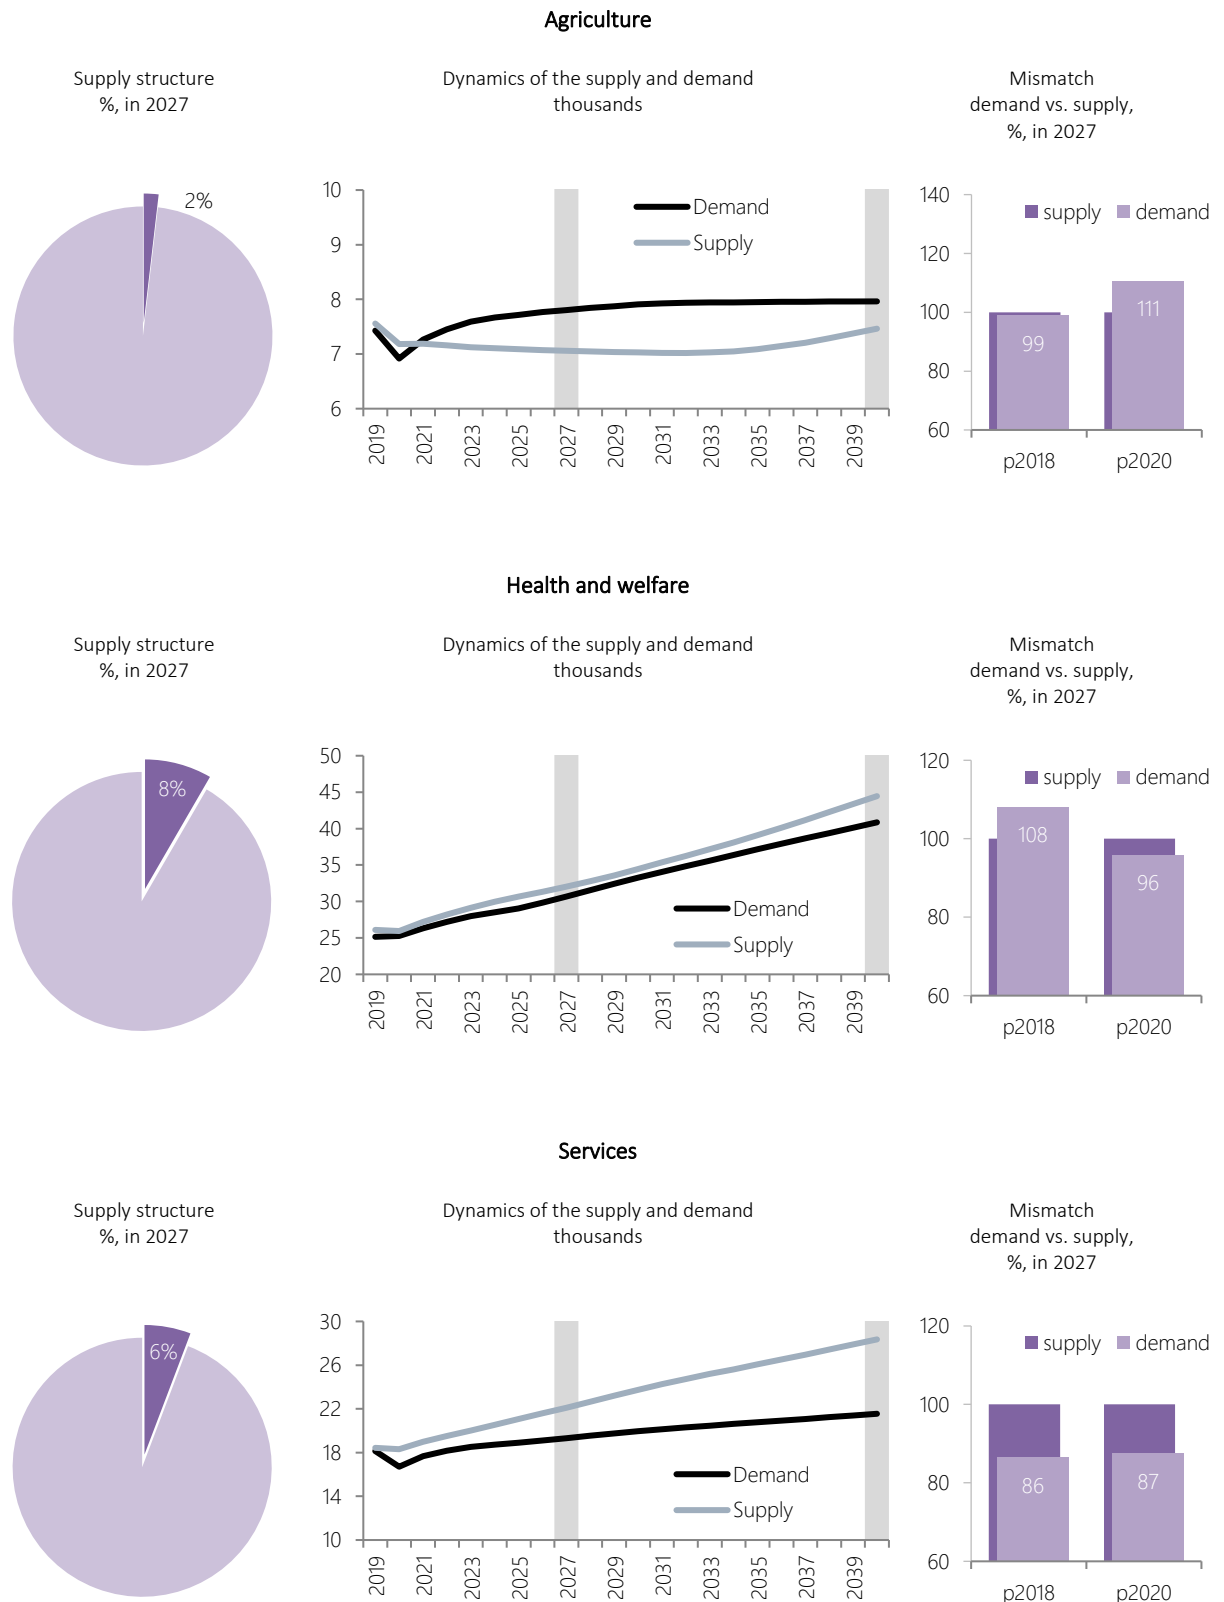 Agriculture
Supply structure
%, in 2027
Dynamics of the supply and demand
thousands
Mismatch
demand vs. supply,
%, in 2027
2%
10
9
8
7
6
Demand
Supply
2019
2021
2023
2025
2027
2029
2031
2033
2035
2037
2039
140
120
100
80
60
supply
demand
99
111
p2018
p2020
Health and welfare
Supply structure
%, in 2027
Dynamics of the supply and demand
thousands
Mismatch
demand vs. supply,
%, in 2027
8%
50
45
40
35
30
25
20
Demand
Supply
2019
2021
2023
2025
2027
2029
2031
2033
2035
2037
2039
120
100
80
60
supply
demand
108
96
p2018
p2020
Services
Supply structure
%, in 2027
Dynamics of the supply and demand
thousands
Mismatch
demand vs. supply,
%, in 2027
6%
30
26
22
18
14
10
Demand
Supply
2019
2021
2023
2025
2027
2029
2031
2033
2035
2037
2039
120
100
80
60
supply
demand
86
87
p2018
p2020